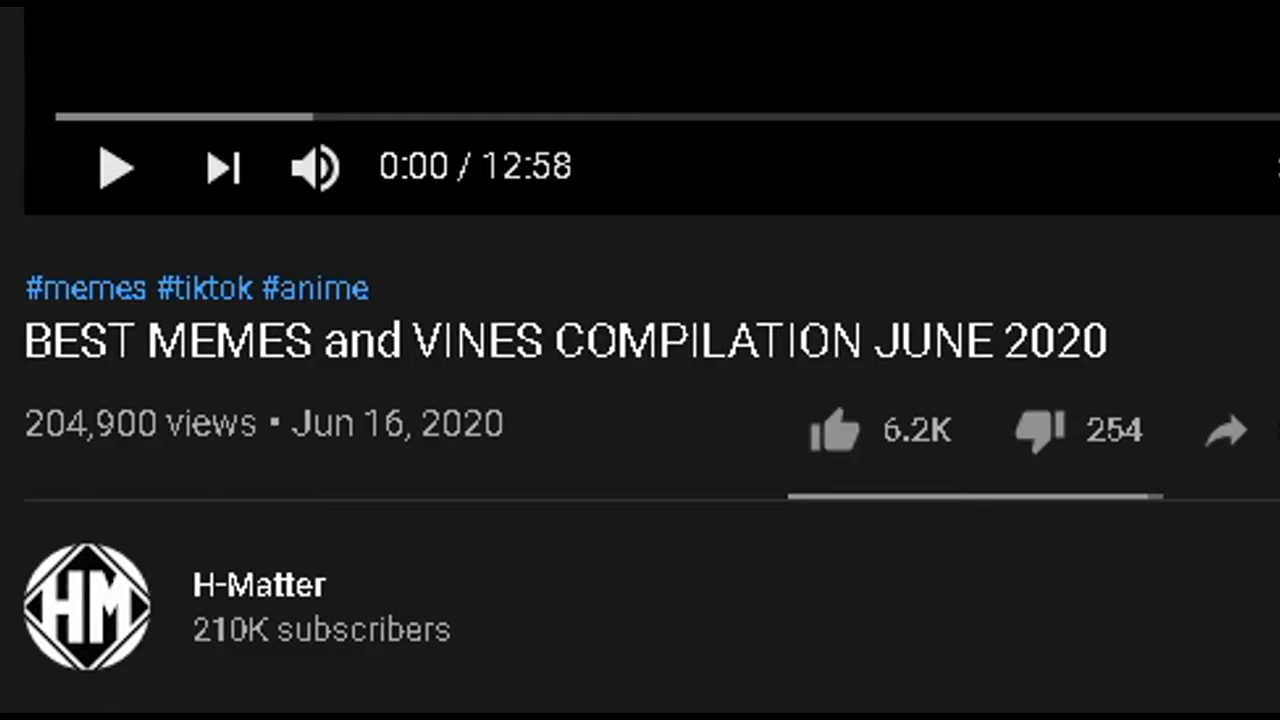 0:00 / 12:58
#memes #tiktok #anime
BEST MEMES and VINES COMPILATION JUNE 2020
204,900 views • Jun 16, 2020
6.2K
254
HM
H-Matter
210K subscribers